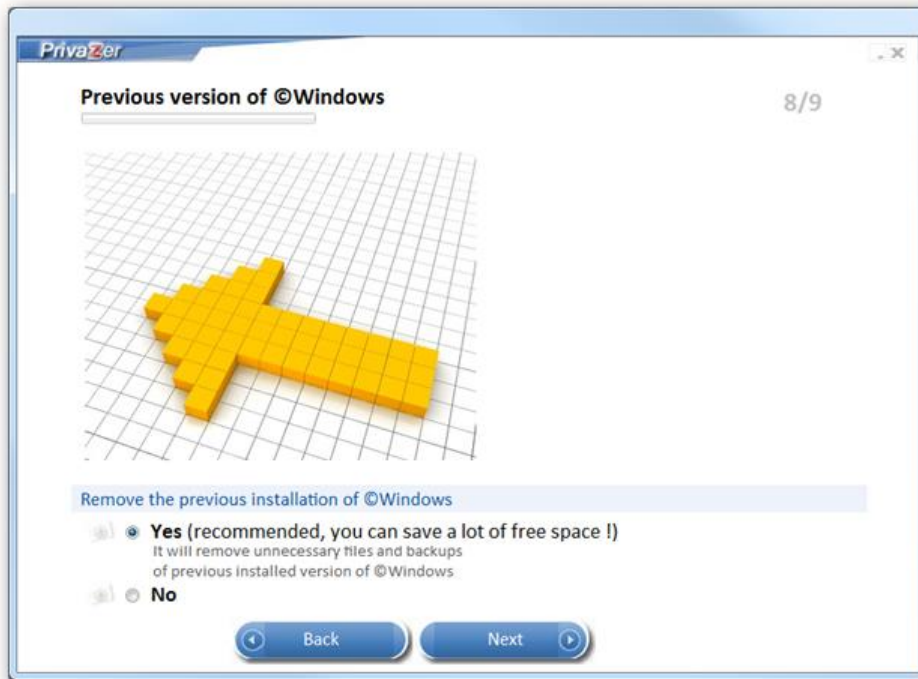 PrivaZer
Previous version of ©Windows
8/9
Remove the previous installation of ©Windows
Yes (recommended, you can save a lot of free space !)
It will remove unnecessary files and backups
of previous installed version of ©Windows
No
Back
Next